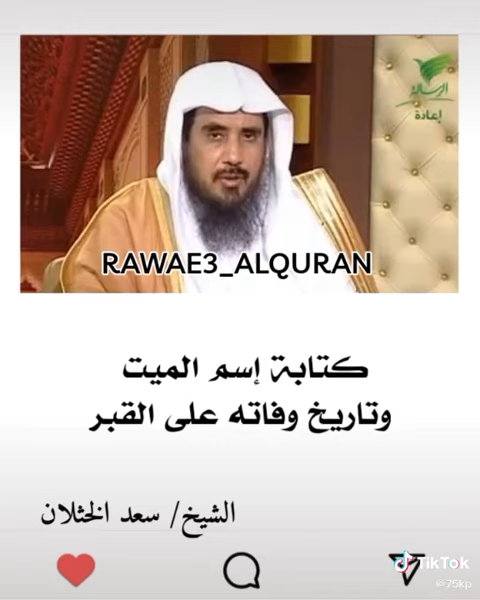 الرسالة
إعادة
RAWAE3_ALQURAN
كتابة إسم الميت
وتاريخ وفاته على القبر
الشيخ/ سعد الخثلان
TikTok
@75kp